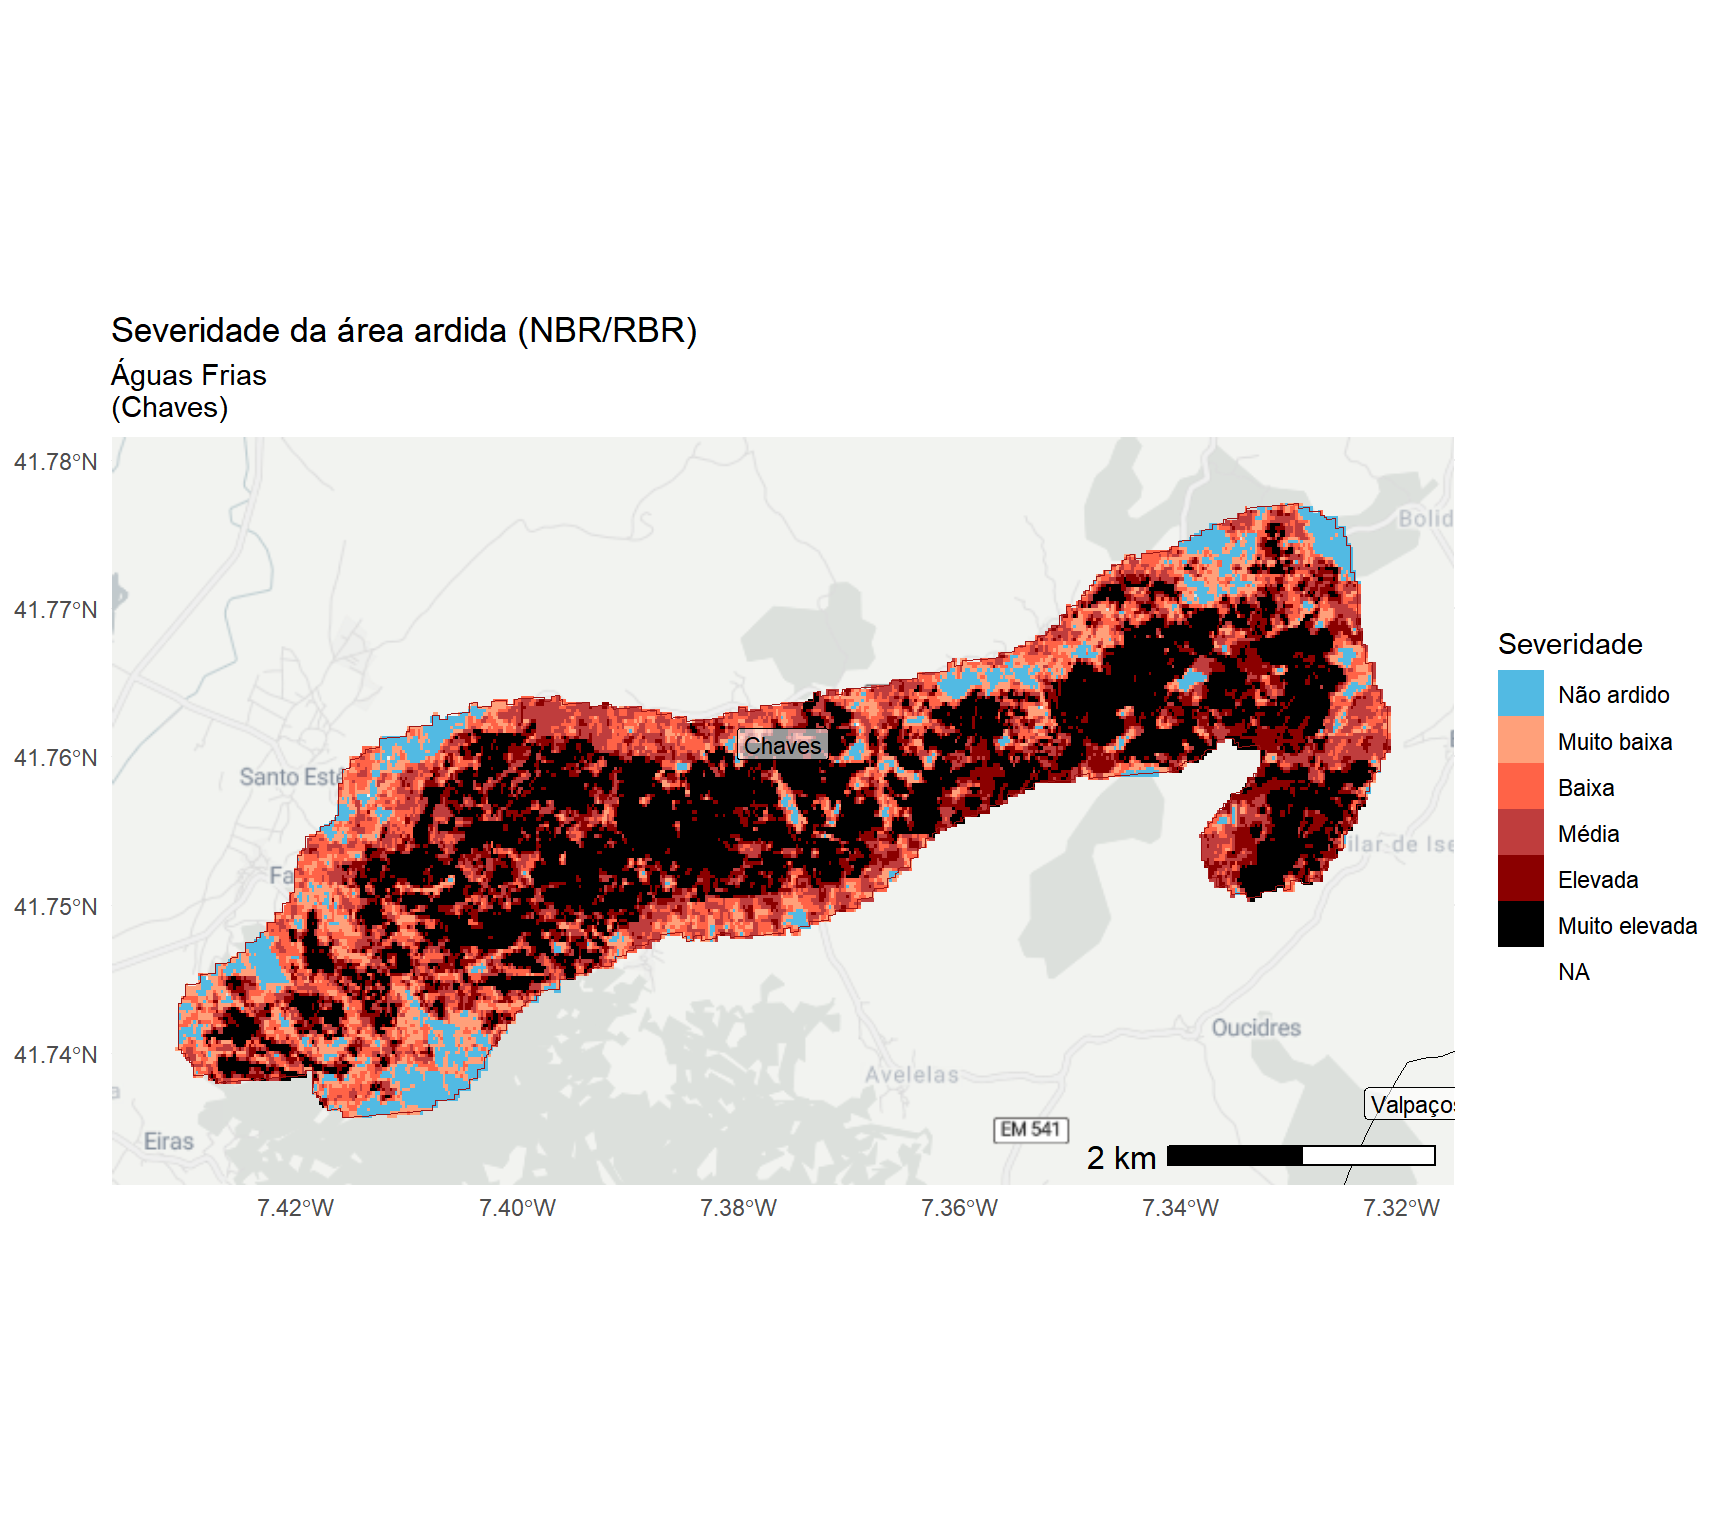 Severidade da área ardida (NBR/RBR)
Águas Frias
(Chaves)
41.78°N
41.77°N
41.76°N
41.75°N
41.74°N
Bolid
Chaves
Santo Este
Fa
ilar de Ise
Oucidres
Avelelas
Valpaços
EM 541
Eiras
2 km
7.42°W
7.40°W
7.38°W
7.36°W
7.34°W
7.32°W
Severidade
Não ardido
Muito baixa
Baixa
Média
Elevada
Muito elevada
NA